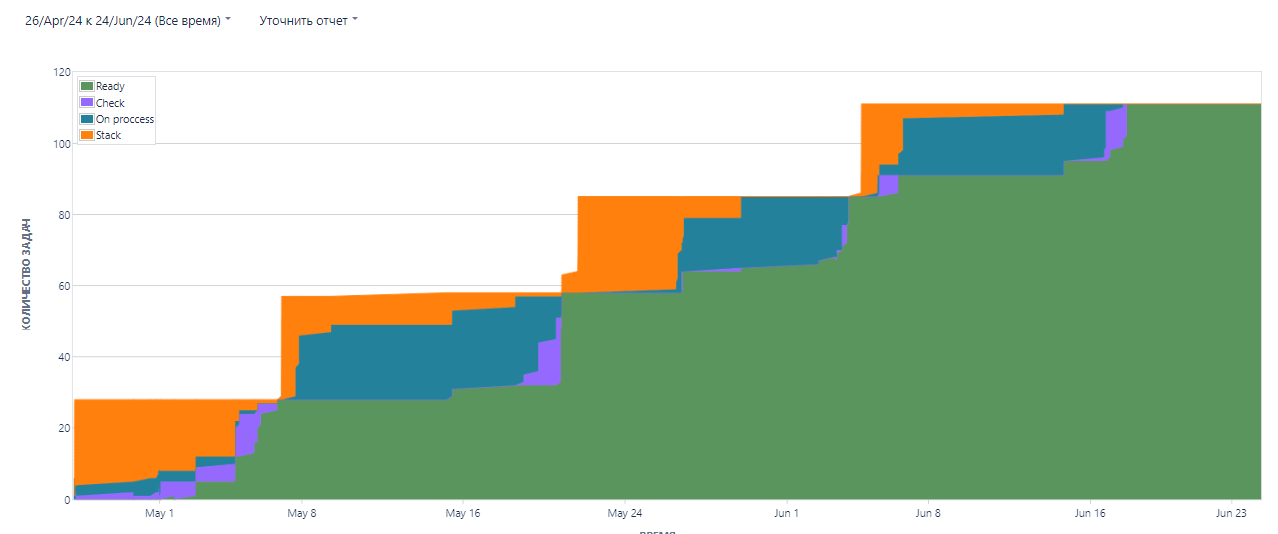 26/Apr/24 к 24/Jun/24 (Все время)
Уточнить отчет
120
100
80
60
40
20
0
Ready
Check
On proccess
Stack
КОЛИЧЕСТВО ЗАДАЧ
May 1
May 8
May 16
May 24
Jun 1
Jun 8
Jun 16
Jun 23
ВРЕМЯ